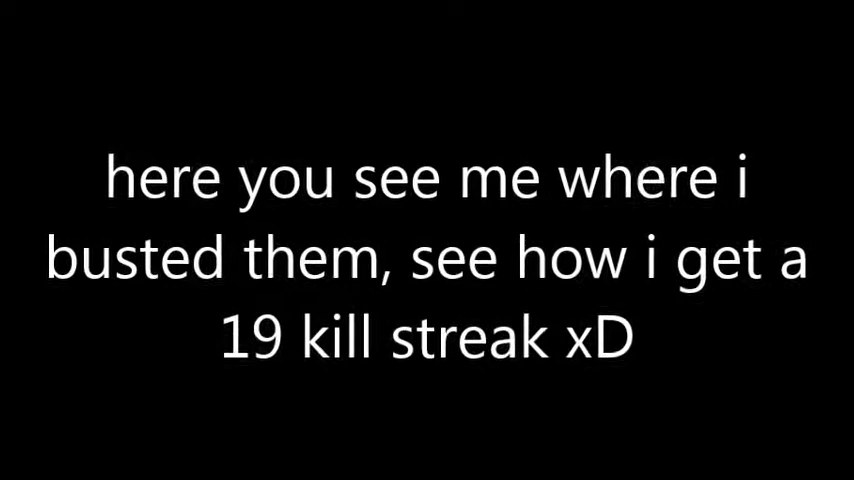 here you see me where i
busted them, see how i get a
19 kill streak xD